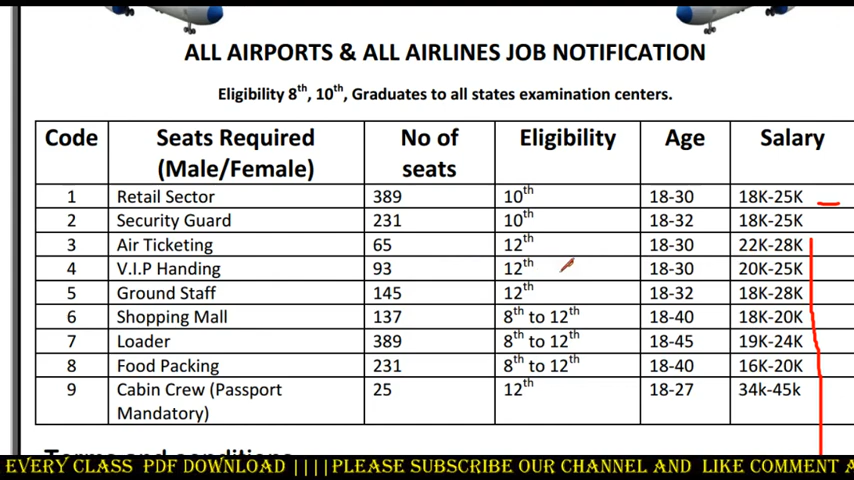 ALL AIRPORTS & ALL AIRLINES JOB NOTIFICATION
Eligibility 8th, 10th, Graduates to all states examination centers.
Code Seats Required (Male/Female) No of seats Eligibility Age Salary
1 Retail Sector 389 10th 18-30 18K-25K
2 Security Guard 231 10th 18-32 18K-25K
3 Air Ticketing 65 12th 18-30 22K-28K
4 V.I.P Handing 93 12th 18-30 20K-25K
5 Ground Staff 145 12th 18-32 18K-28K
6 Shopping Mall 137 8th to 12th 18-40 18K-20K
7 Loader 389 8th to 12th 18-45 19K-24K
8 Food Packing 231 8th to 12th 18-40 16K-20K
9 Cabin Crew (Passport Mandatory) 25 12th 18-27 34k-45k
Terms and conditions
EVERY CLASS PDF DOWNLOAD ||||PLEASE SUBSCRIBE OUR CHANNEL AND LIKE COMMENT A